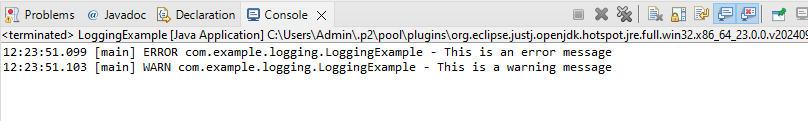 Problems @ Javadoc Declaration Console
<terminated> LoggingExample [Java Application] C:\Users\Admin\.p2\pool\plugins\org.eclipse.justj.openjdk.hotspot.jre.full.win32.x86_64_23.0.0.v202409
12:23:51.099 [main] ERROR com.example.logging.LoggingExample - This is an error message
12:23:51.103 [main] WARN com.example.logging.LoggingExample - This is a warning message